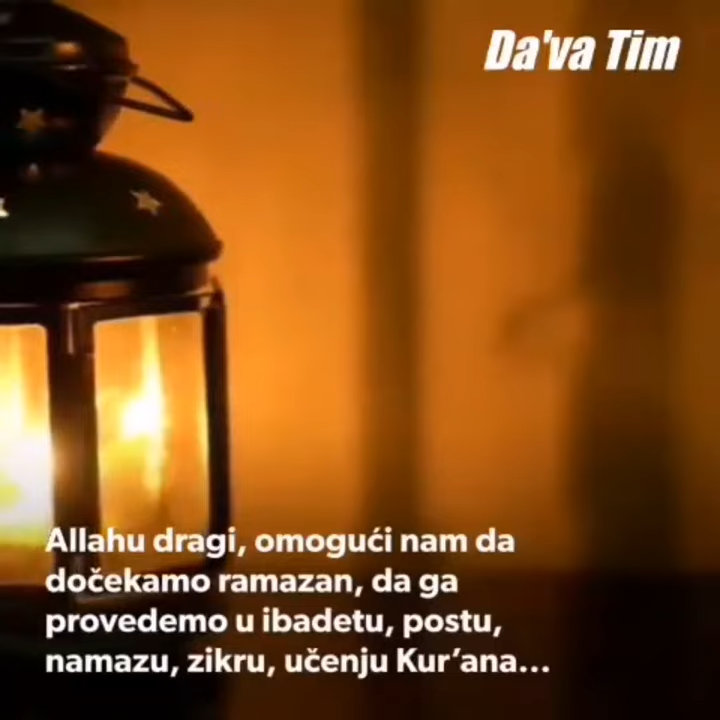 Da'va Tim
Allahu dragi, omogući nam da
dočekamo ramazan, da ga
provedemo u ibadetu, postu,
namazu, zikru, učenju Kur’ana...